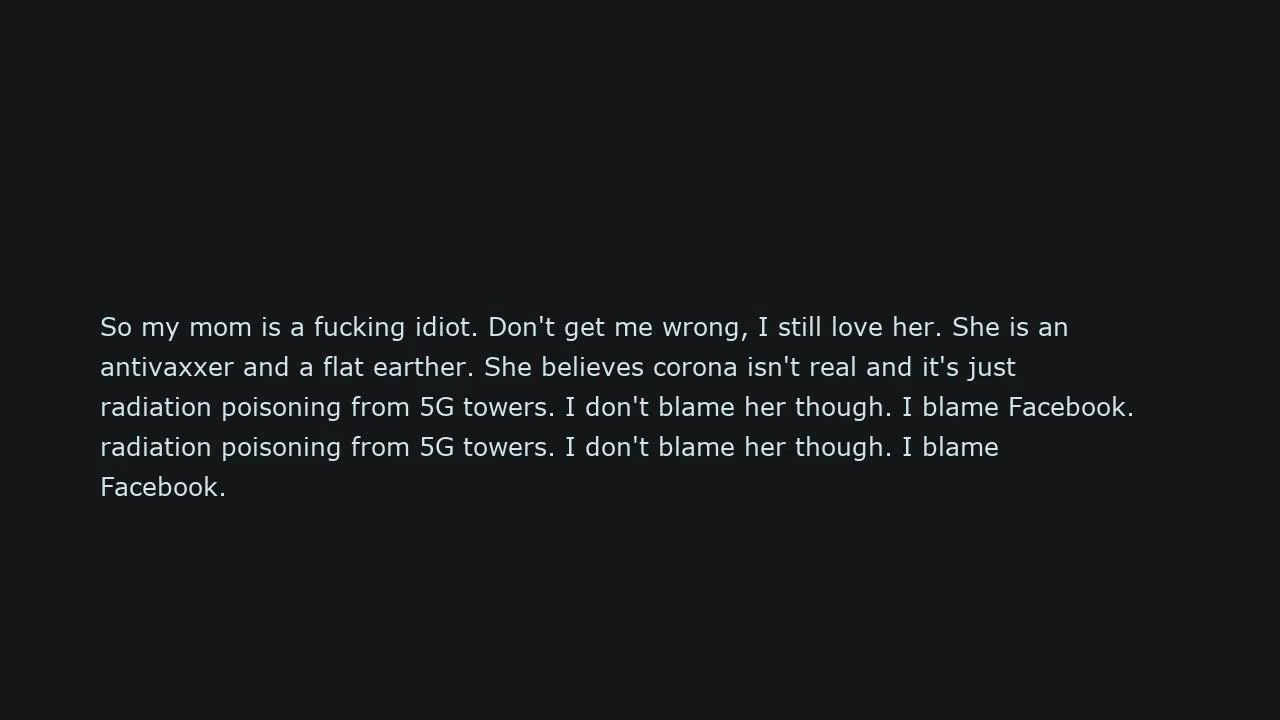 So my mom is a fucking idiot. Don't get me wrong, I still love her. She is an
antivaxxer and a flat earther. She believes corona isn't real and it's just
radiation poisoning from 5G towers. I don't blame her though. I blame Facebook.
radiation poisoning from 5G towers. I don't blame her though. I blame
Facebook.